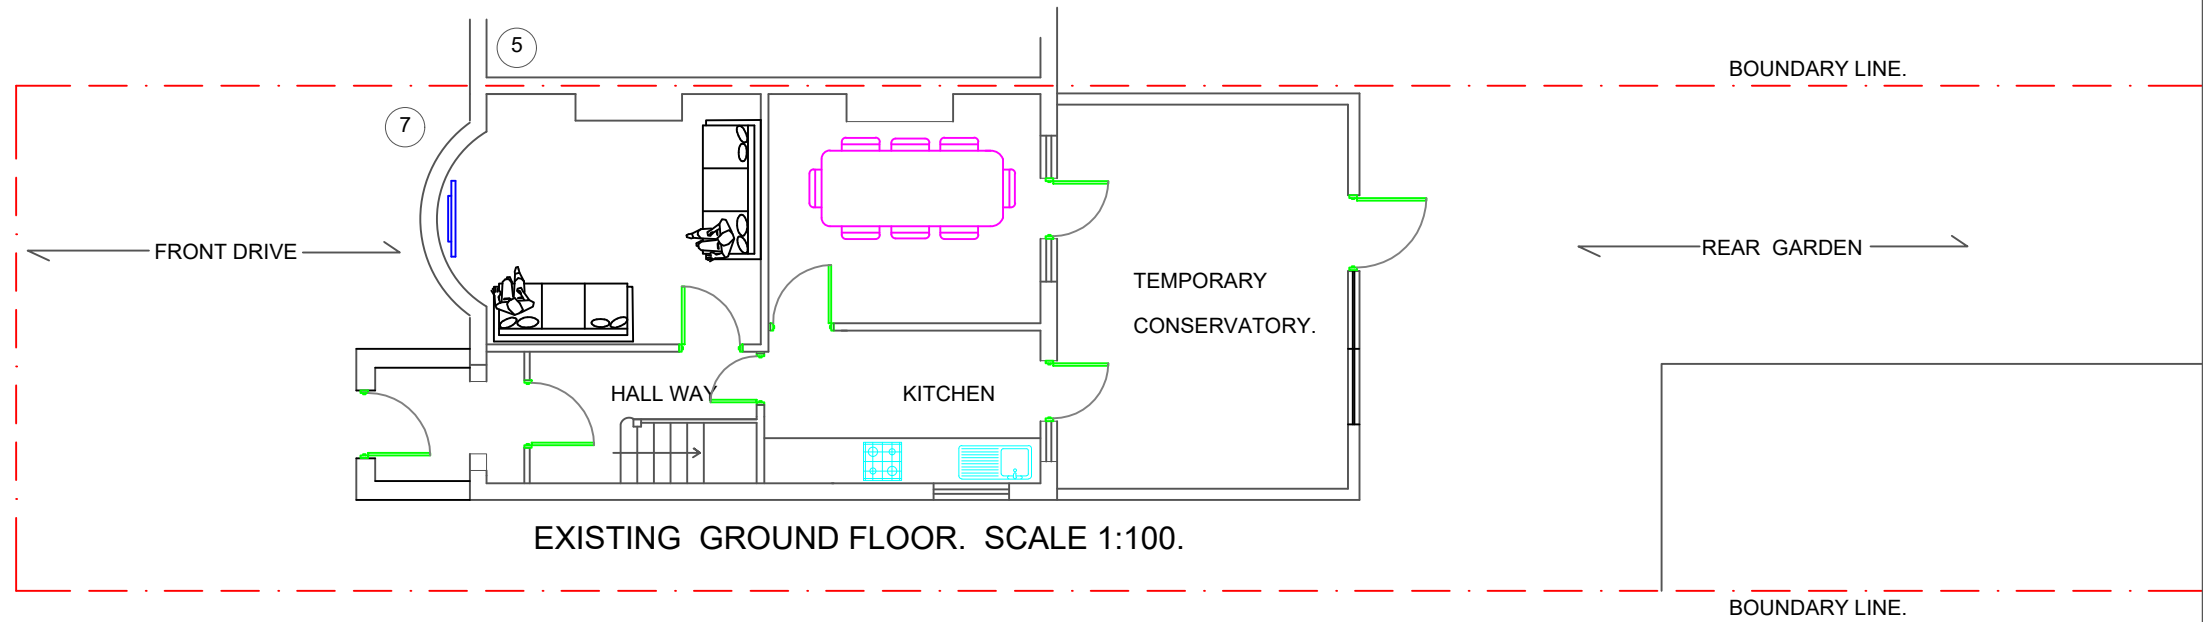 5
BOUNDARY LINE.
7
FRONT DRIVE
REAR  GARDEN
TEMPORARY
CONSERVATORY.
HALL WAY
KITCHEN
EXISTING  GROUND FLOOR.  SCALE 1:100.
BOUNDARY LINE.